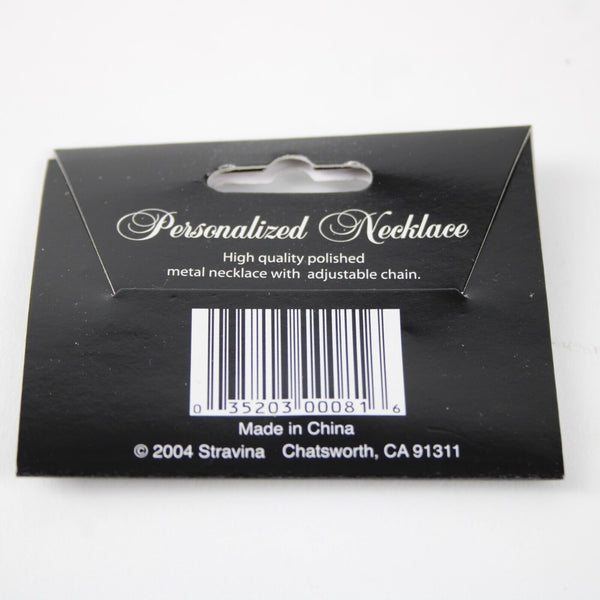 Personalized Necklace
High quality polished
metal necklace with adjustable chain.
0 35203 00081 6
Made in China
© 2004 Stravina Chatsworth, CA 91311